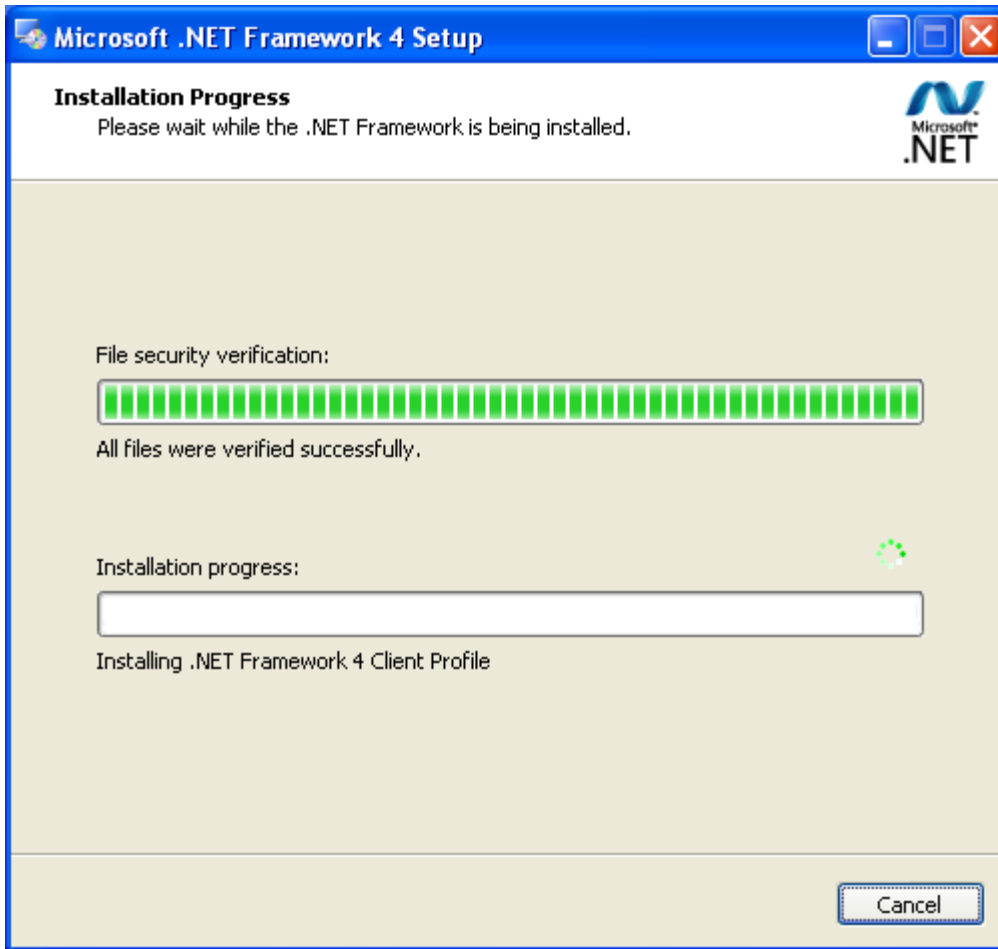 Microsoft .NET Framework 4 Setup
Installation Progress
Please wait while the .NET Framework is being installed.
Microsoft
.NET
File security verification:
All files were verified successfully.
Installation progress:
Installing .NET Framework 4 Client Profile
Cancel